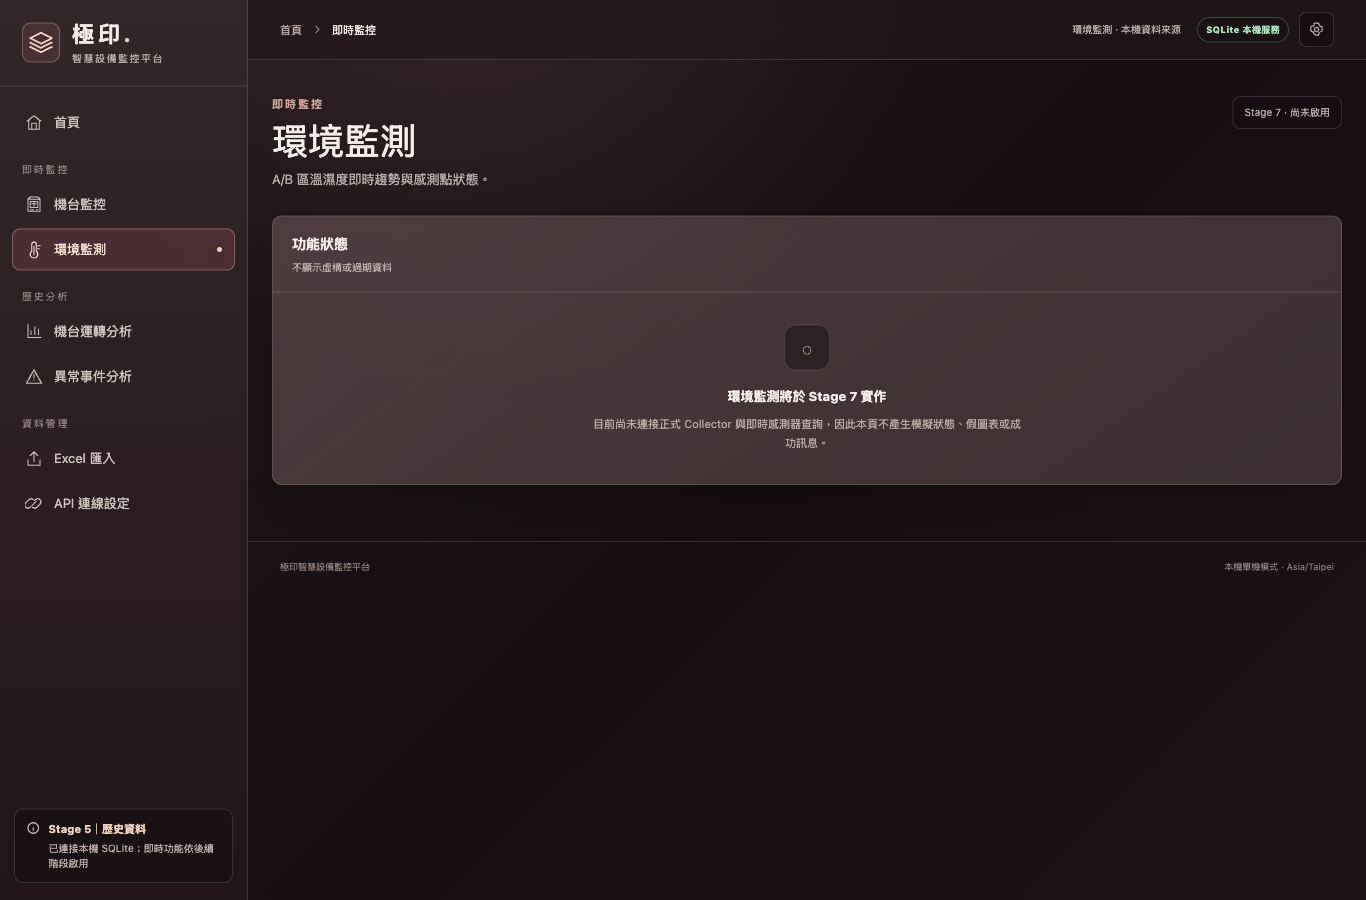 極印.
智慧設備監控平台
首頁
即時監控
機台監控
環境監測
歷史分析
機台運轉分析
異常事件分析
資料管理
Excel 匯入
API 連線設定
Stage 5｜歷史資料
已連接本機 SQLite；即時功能依後續
階段啟用
首頁 > 即時監控
環境監測 · 本機資料來源
SQLite 本機服務
即時監控
環境監測
A/B 區溫濕度即時趨勢與感測點狀態。
Stage 7 · 尚未啟用
功能狀態
不顯示虛構或過期資料
環境監測將於 Stage 7 實作
目前尚未連接正式 Collector 與即時感測器查詢，因此本頁不產生模擬狀態、假圖表或成
功訊息。
極印智慧設備監控平台
本機單機模式 · Asia/Taipei